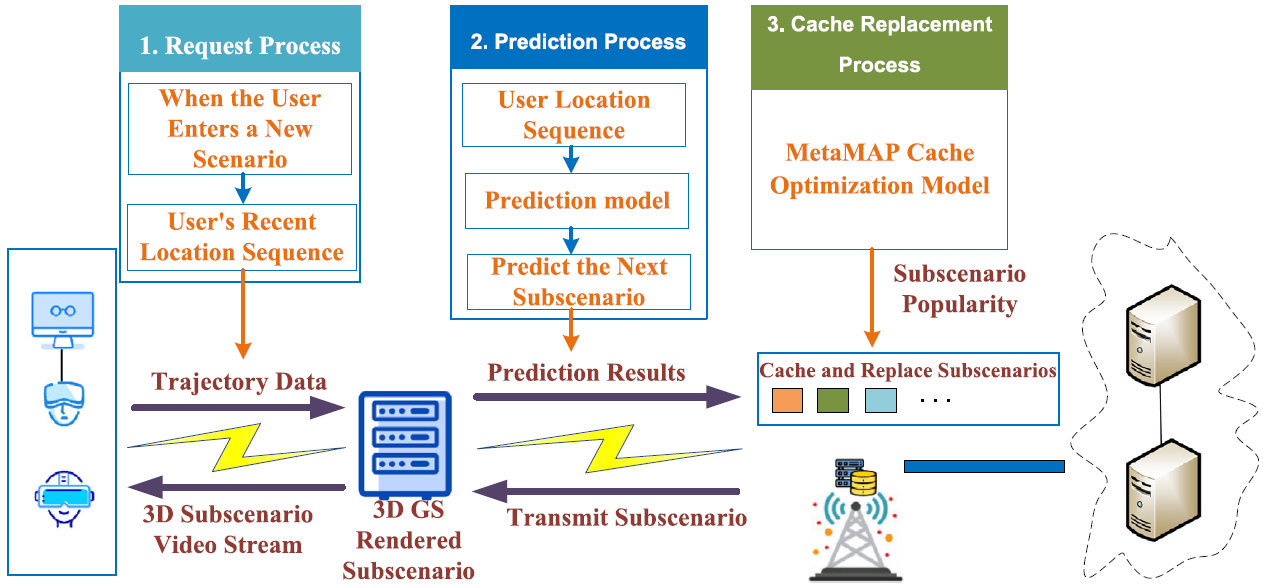 1. Request Process
When the User
Enters a New
Scenario
User's Recent
Location Sequence
2. Prediction Process
User Location
Sequence
Prediction model
Predict the Next
Subscenario
3. Cache Replacement
Process
MetaMAP Cache
Optimization Model
Subscenario
Popularity
Trajectory Data
Prediction Results
Cache and Replace Subscenarios
. . .
3D Subscenario
Video Stream
3D GS
Rendered
Subscenario
Transmit Subscenario